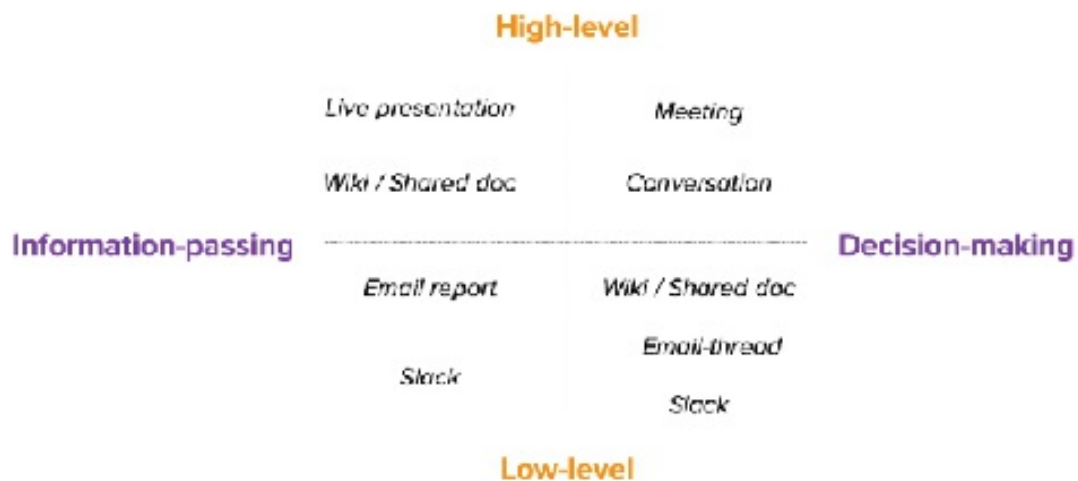 High-level
Live presentation
Meeting
Wiki / Shared doc
Conversation
Information-passing
Decision-making
Email report
Wiki / Shared doc
Email-thread
Slack
Slack
Low-level